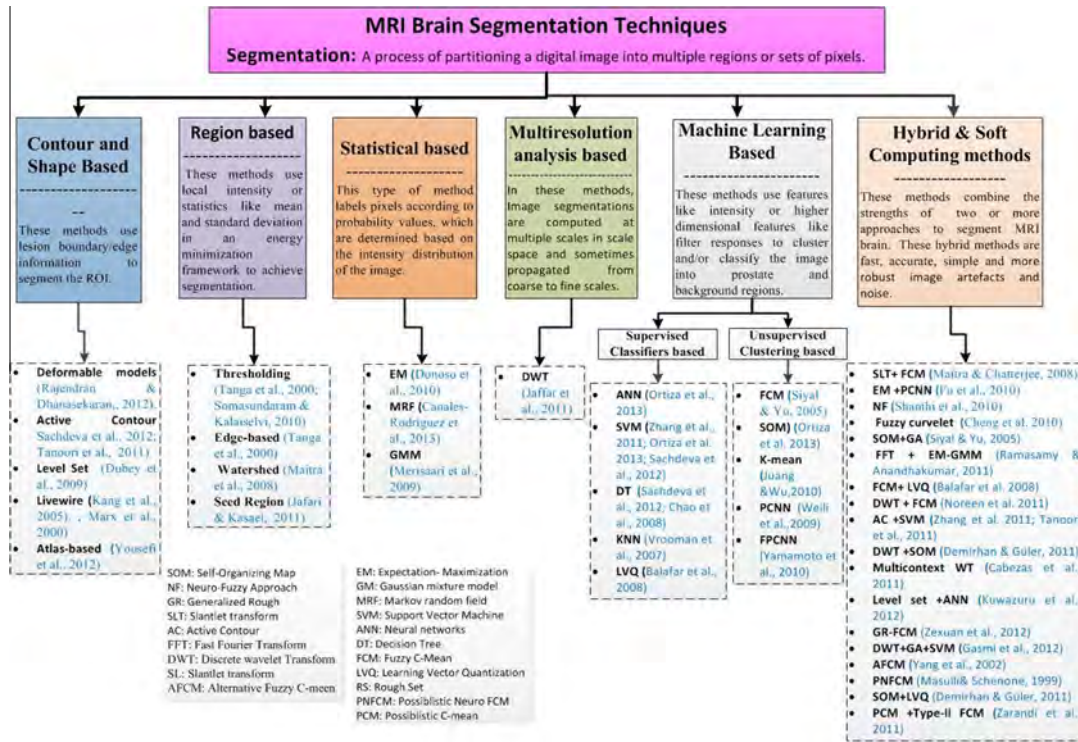 MRI Brain Segmentation Techniques
Segmentation: A process of partitioning a digital image into multiple regions or sets of pixels.
Contour and
Shape Based
--------------------
--
These methods use
lesion boundary/edge
information to
segment the ROI.
Region based
--------------------
These methods use
local intensity or
statistics like mean
and standard deviation
in an energy
minimization
framework to achieve
segmentation.
Statistical based
--------------------
This type of method
labels pixels according to
probability values, which
are determined based on
the intensity distribution
of the image.
Multiresolution
analysis based
--------------------
In these methods,
Image segmentations
are computed at
multiple scales in scale
space and sometimes
propagated from
coarse to fine scales.
Machine Learning
Based
--------------------
These methods use features
like intensity or higher
dimensional features like
filter responses to cluster
and/or classify the image
into prostate and
background regions.
Hybrid & Soft
Computing methods
--------------------
These methods combine the
strengths of two or more
approaches to segment MRI
brain. These hybrid methods are
fast, accurate, simple and more
robust image artefacts and
noise.
Supervised
Classifiers based
Unsupervised
Clustering based
• Deformable models
(Rajendran &
Dhanasekaran,, 2012).
• Active Contour
Sachdeva et al., 2012;
Tanoori et al., 2011)
• Level Set (Dubey et
al., 2009)
• Livewire (Kang et al.,
2005) , Marx et al.,
2000)
• Atlas-based (Yousefi
et al., 2012)
• Thresholding
(Tanga et al., 2000;
Somasundaram &
Kalaiselvi, 2010)
• Edge-based (Tanga
et al., 2000)
• Watershed (Maitra
et al., 2008)
• Seed Region (Jafari
& Kasaei, 2011)
• EM (Donoso et
al., 2010)
• MRF (Canales-
Rodríguez et
al., 2013)
• GMM
(Merisaari et al.,
2009)
• DWT
(Jaffar et
al., 2011)
• ANN (Ortiza et al.,
2013)
• SVM (Zhang et al.,
2011; Ortiza et al.
2013; Sachdeva et
al., 2012)
• DT (Sachdeva et
al., 2012; Chao et
al., 2008)
• KNN (Vrooman et
al., 2007)
• LVQ (Balafar et al.,
2008)
• FCM (Siyal
& Yu, 2005)
• SOM) (Ortiza
et al. 2013)
• K-mean
(Juang
&Wu,2010)
• PCNN (Weili
et al., 2009)
• FPCNN
(Yamamoto et
al., 2010)
• SLT+ FCM (Maitra & Chatterjee, 2008)
• EM +PCNN (Fu et al., 2010)
• NF (Shanthi et al., 2010)
• Fuzzy curvelet (Cheng et al. 2010)
• SOM+GA (Siyal & Yu, 2005)
• FFT + EM-GMM (Ramasamy &
Anandhakumar, 2011)
• FCM+ LVQ (Balafar et al. 2008)
• DWT + FCM (Noreen et al., 2011)
• AC +SVM (Zhang et al. 2011; Tanoor
et al., 2011)
• DWT +SOM (Demirhan & Güler, 2011)
• Multicontext WT (Cabezas et al.
2011)
• Level set +ANN (Kuwazuru et al.
2012)
• GR-FCM (Zexuan et al., 2012)
• DWT+GA+SVM (Gasmi et al., 2012)
• AFCM (Yang et al., 2002)
• PNFCM (Masulli& Schenone, 1999)
• SOM+LVQ (Demirhan & Güler, 2011)
• PCM +Type-II FCM (Zarandi et al.
2011)
SOM: Self-Organizing Map
NF: Neuro-Fuzzy Approach
GR: Generalized Rough
SLT: Slantlet transform
AC: Active Contour
FFT: Fast Fourier Transform
DWT: Discrete wavelet Transform
SL: Slantlet transform
AFCM: Alternative Fuzzy C-meen
EM: Expectation- Maximization
GM: Gaussian mixture model
MRF: Markov random field
SVM: Support Vector Machine
ANN: Neural networks
DT: Decision Tree
FCM: Fuzzy C-Mean
LVQ: Learning Vector Quantization
RS: Rough Set
PNFCM: Possiblistic Neuro FCM
PCM: Possiblistic C-mean